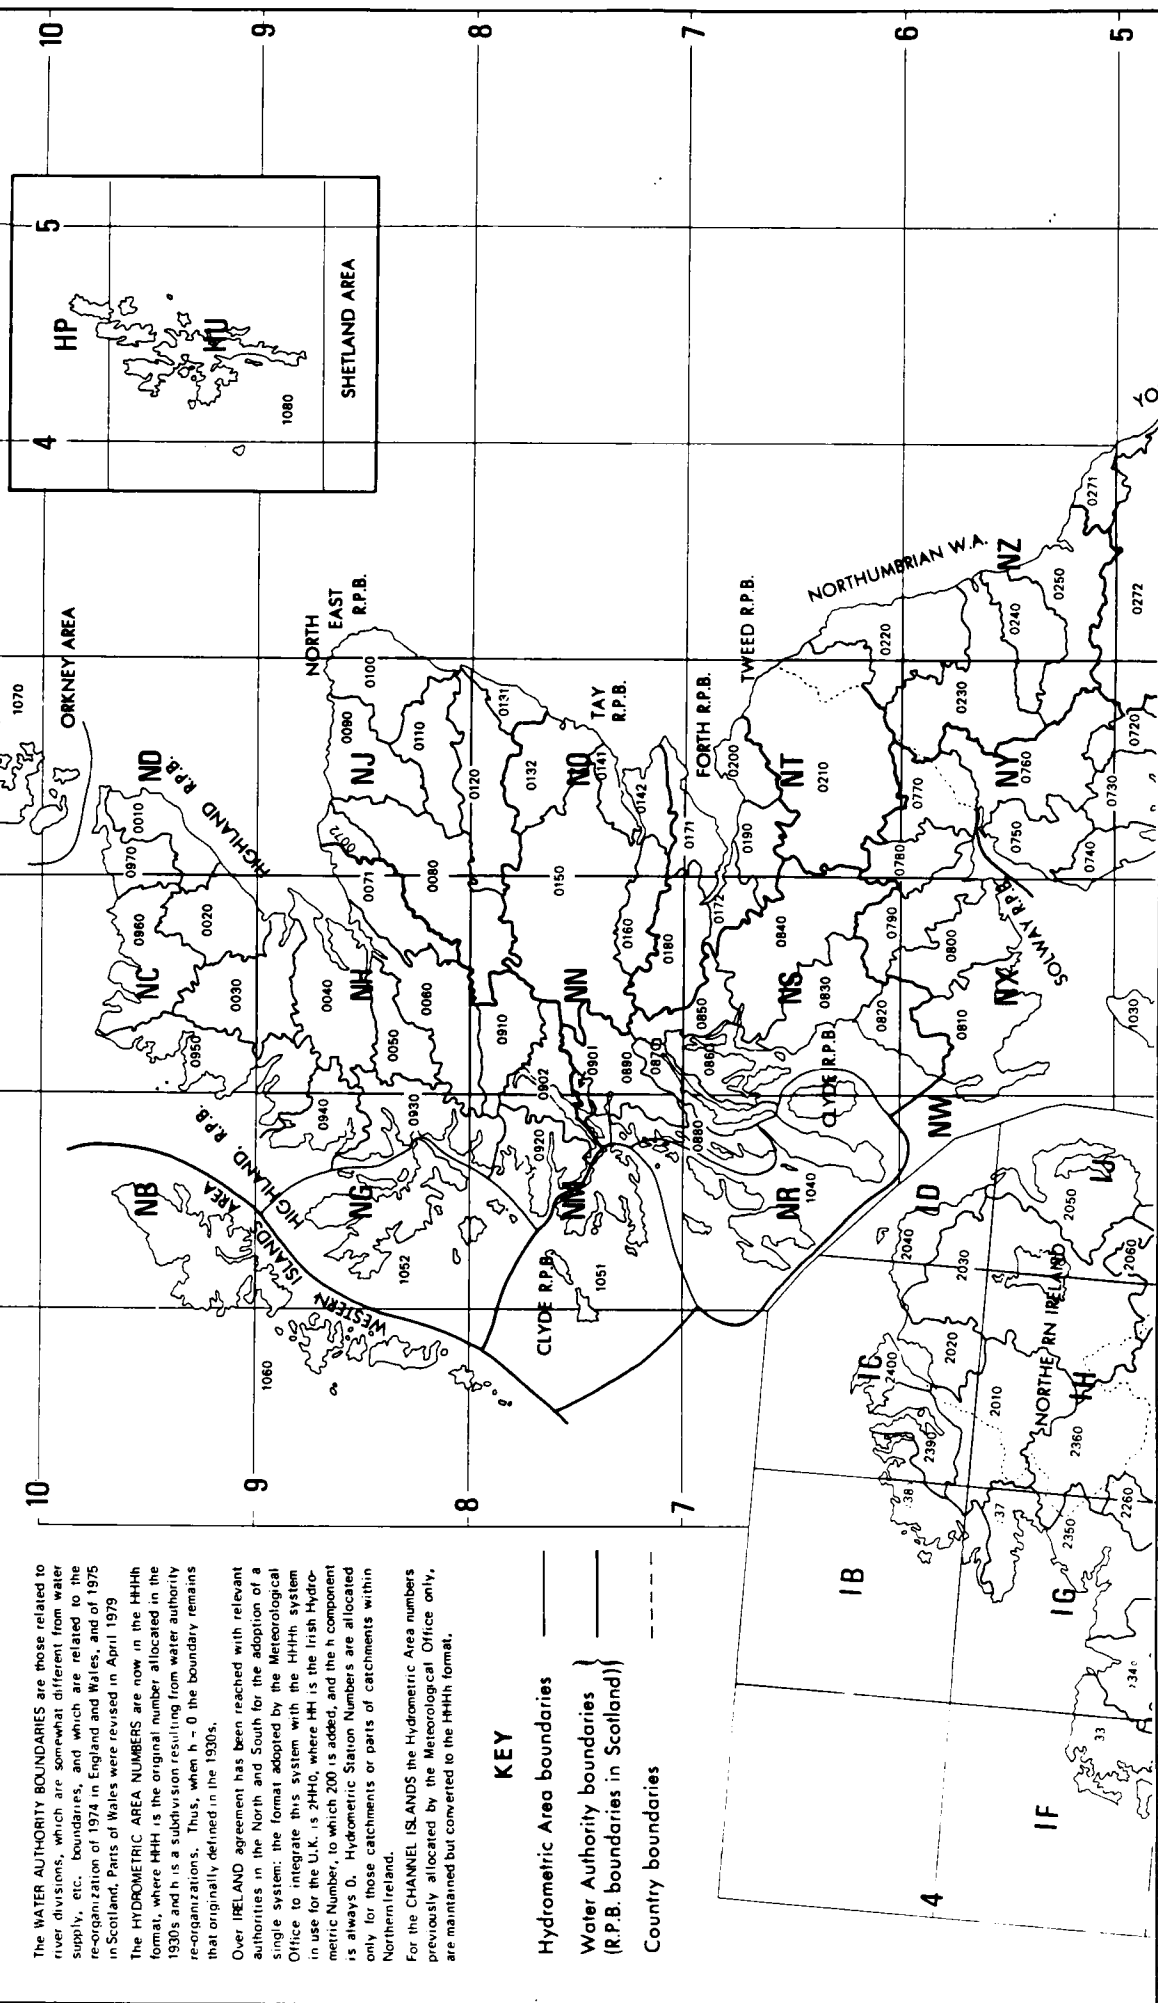 The WATER AUTHORITY BOUNDARIES are those related to
river divisions, which are somewhat different from water
supply, etc. boundaries, and which are related to the
re-organization of 1974 in England and Wales, and of 1975
in Scotland. Parts of Wales were revised in April 1979
The HYDROMETRIC AREA NUMBERS are now in the HHHh
format, where HHH is the original number allocated in the
1930s and h is a subdivision resulting from water authority
re-organizations. Thus, when h - 0 the boundary remains
that originally defined in the 1930s.
Over IRELAND agreement has been reached with relevant
authorities in the North and South for the adoption of a
single system: the format adopted by the Meteorological
Office to integrate this system with the HHHh system
in use for the U.K. is 2HH0, where HH is the Irish Hydro-
metric Number, to which 200 is added, and the h component
is always 0. Hydrometric Station Numbers are allocated
only for those catchments or parts of catchments within
Northern Ireland.
For the CHANNEL ISLANDS the Hydrometric Area numbers
previously allocated by the Meteorological Office only,
are maintained but converted to the HHHh format.
KEY
Hydrometric Area boundaries
Water Authority boundaries
(R.P.B. boundaries in Scotland)
Country boundaries
10
9
8
7
4
10
9
8
7
6
5
4
5
HP
HU
1080
SHETLAND AREA
1070
ORKNEY AREA
ND
HIGHLAND R.P.B.
0010
0970
0960
0020
NC
0030
0950
NB
WESTERN ISLANDS AREA
HIGHLAND. R.P.B.
1060
NORTH
EAST
R.P.B.
0100
0090
0110
NJ
0072
0071
0080
NH
0040
0060
0050
0940
0930
NG
1052
0120
0131
0132
TAY
R.P.B.
NO
0141
0142
0150
0160
NN
0910
0902
0901
0890
0870
0920
NM
CLYDE R.P.B.
1051
FORTH R.P.B.
0200
0171
0190
0172
0180
0850
0860
0880
TWEED R.P.B.
NT
0210
0840
NS
0830
0820
CLYDE R.P.B.
NR
1040
NORTHUMBRIAN W.A.
0220
0230
0240
0250
NZ
0271
0272
YO
0770
0780
0790
0800
0810
NX
SOLWAY R.P.B.
NY
0760
0750
0740
0730
0720
1030
NW
ID
IJ
2040
2030
2050
2060
NORTHERN IRELAND
IC
2400
2020
2010
IH
2390
2360
38
37
2350
2260
IB
IG
34
33
IF